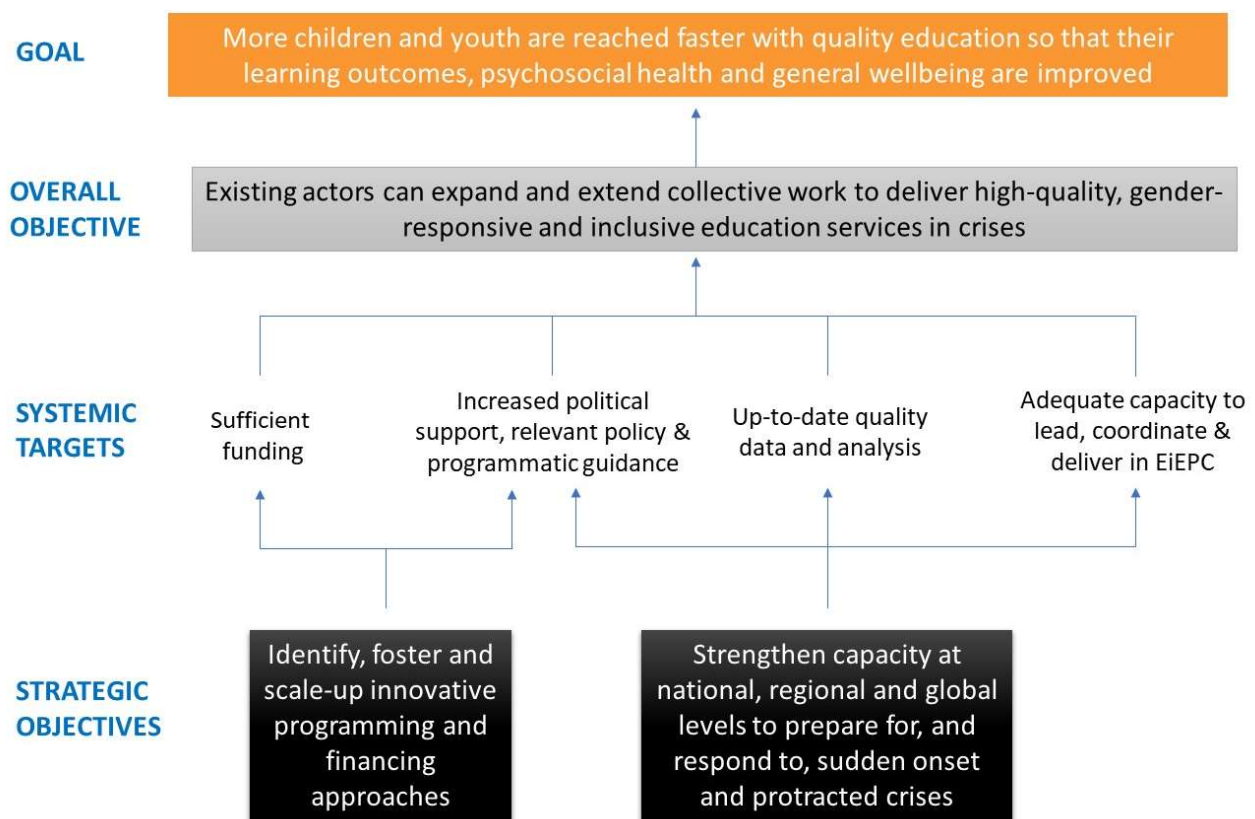 GOAL
More children and youth are reached faster with quality education so that their
learning outcomes, psychosocial health and general wellbeing are improved
OVERALL
OBJECTIVE
Existing actors can expand and extend collective work to deliver high-quality, gender-
responsive and inclusive education services in crises
SYSTEMIC
TARGETS
Sufficient
funding
Increased political
support, relevant policy &
programmatic guidance
Up-to-date quality
data and analysis
Adequate capacity to
lead, coordinate &
deliver in EiEPC
STRATEGIC
OBJECTIVES
Identify, foster and
scale-up innovative
programming and
financing
approaches
Strengthen capacity at
national, regional and global
levels to prepare for, and
respond to, sudden onset
and protracted crises